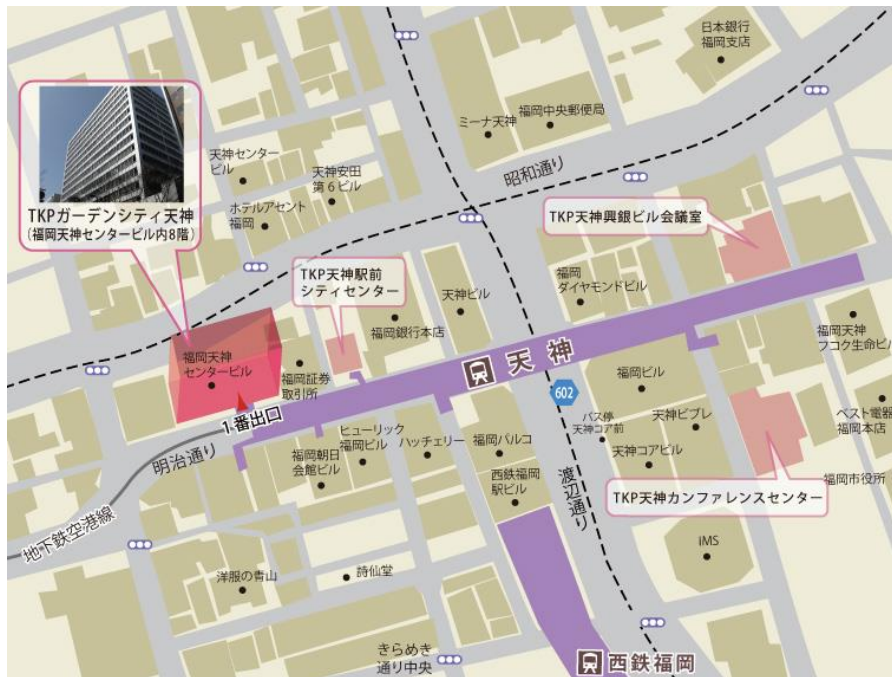 日本銀行
福岡支店
ミーナ天神
福岡中央郵便局
昭和通り
天神センター
ビル
天神安田
第6ビル
ホテルアセント
福岡
TKPガーデンシティ天神
(福岡天神センタービル内8階)
TKP天神興銀ビル会議室
TKP天神駅前
シティセンター
福岡
ダイヤモンドビル
天神ビル
福岡銀行本店
福岡天神
センタービル
福岡証券
取引所
天神
福岡天神
フコク生命ビル
602
福岡ビル
バス停
天神コア前
天神ビブレ
ベスト電器
福岡本店
1番出口
明治通り
ヒューリック
福岡ビル
ハッチェリー
福岡パルコ
天神コアビル
福岡朝日
会館ビル
西鉄福岡
駅ビル
渡辺通り
TKP天神カンファレンスセンター
福岡市役所
地下鉄空港線
IMS
洋服の青山
詩仙堂
きらめき
通り中央
西鉄福岡